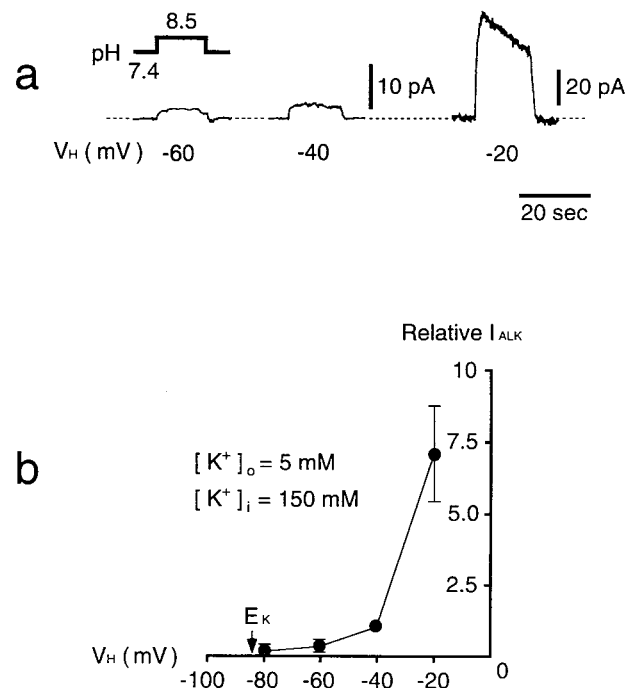 a
8.5
pH
7.4
10 pA
20 pA
VH ( mV ) -60 -40 -20
20 sec
Relative IALK
b
10
7.5
5.0
2.5
0
[ K+ ]o = 5 mM
[ K+ ]i = 150 mM
EK
VH ( mV )
-100 -80 -60 -40 -20